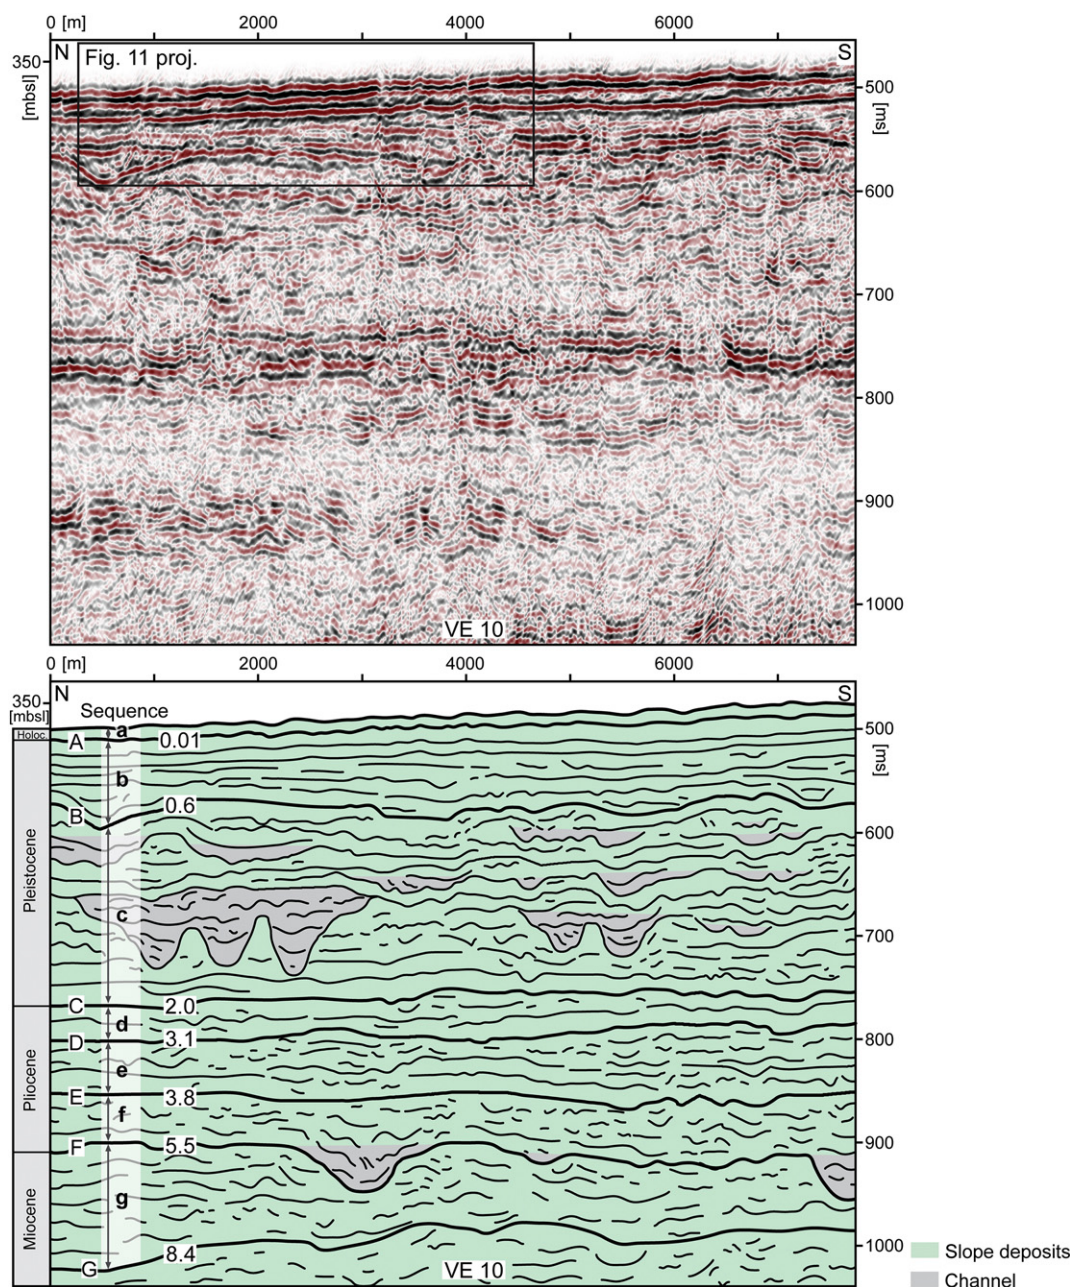 0 [m] 2000 4000 6000
N Fig. 11 proj. S
350
[mbsl]
500
[ms]
600
700
800
900
1000
VE 10
0 [m] 2000 4000 6000
N S
350
[mbsl]
Sequence
a
Holoc.
A 0.01
500
[ms]
b
B 0.6
600
Pleistocene
c
700
C 2.0
d
D 3.1
800
Pliocene
e
E 3.8
f
F 5.5
900
Miocene
g
8.4
G
1000
VE 10
Slope deposits
Channel